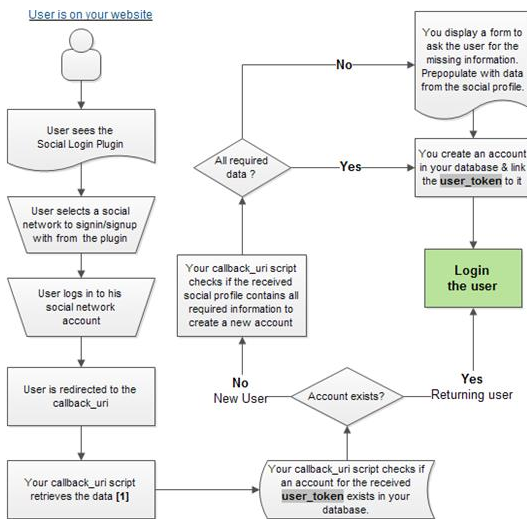 User is on your website
User sees the
Social Login Plugin
User selects a social
network to signin/signup
with from the plugin
User logs in to his
social network
account
User is redirected to the
callback_uri
Your callback_uri script
retrieves the data [1]
Your callback_uri script checks if
an account for the received
user_token exists in your
database.
Account exists?
No
New User
Yes
Returning user
Your callback_uri script
checks if the received
social profile contains all
required information to
create a new account
All required
data ?
No
Yes
You display a form to
ask the user for the
missing information.
Prepopulate with data
from the social profile.
You create an account
in your database & link
the user_token to it
Login
the user